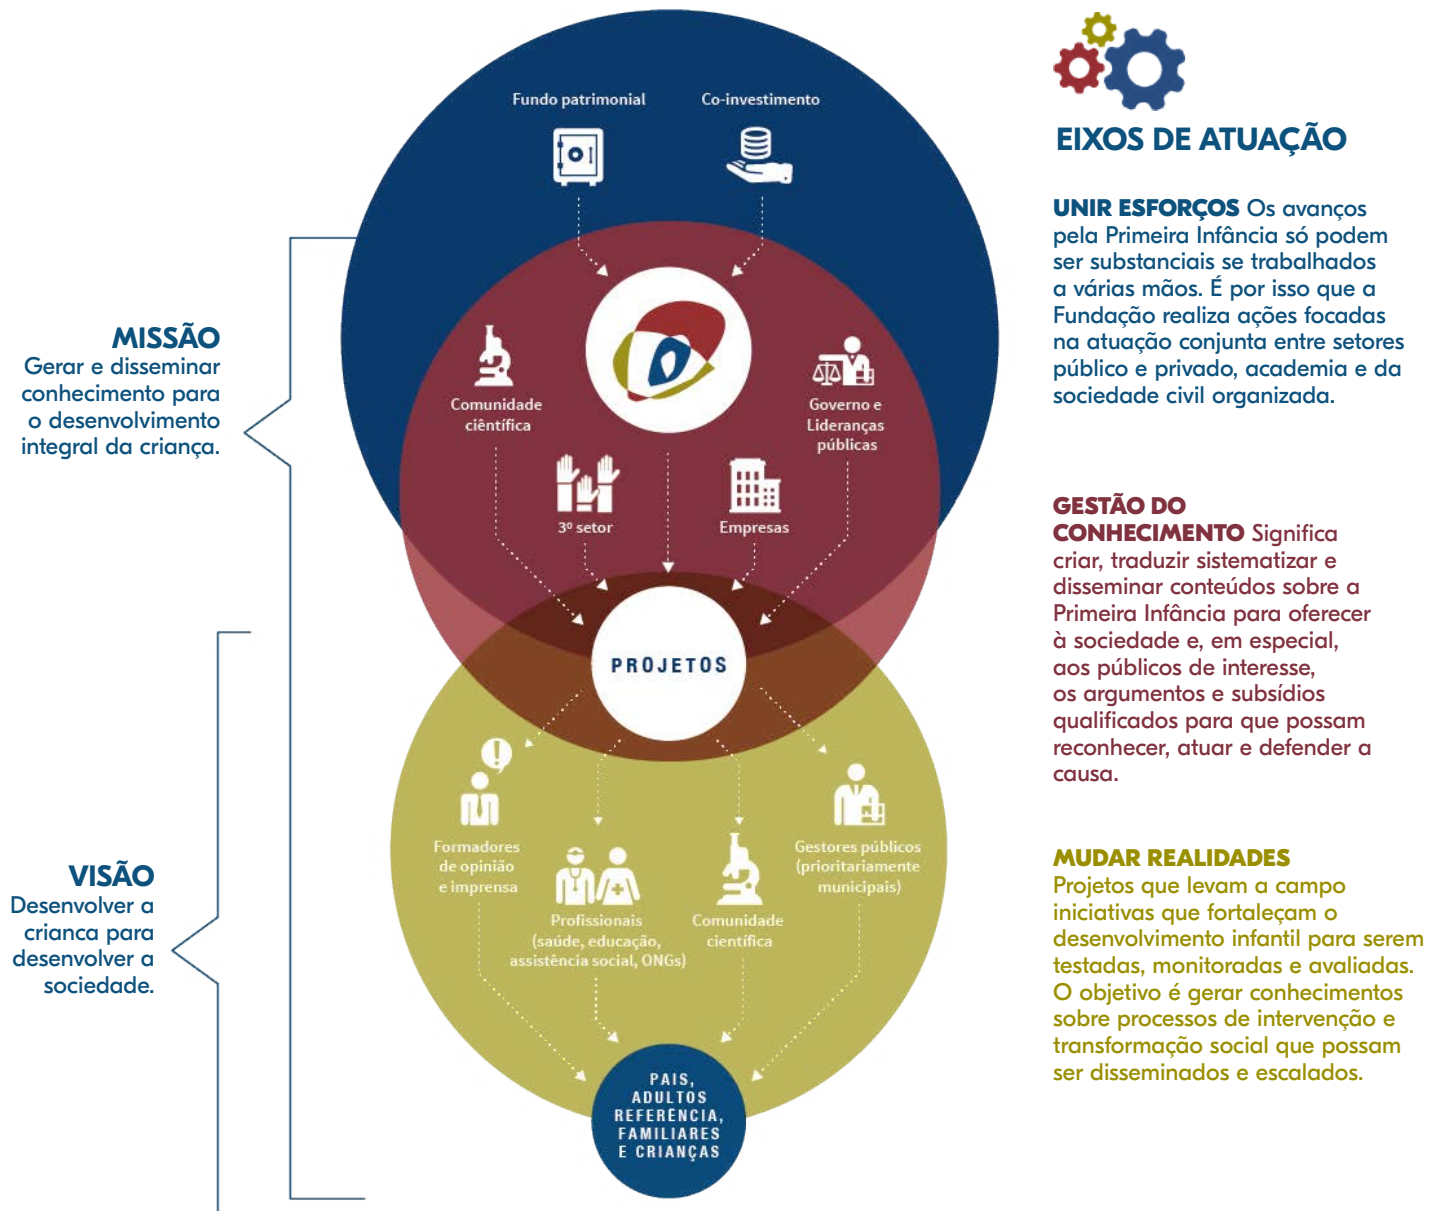 Fundo patrimonial
Co-investimento
Comunidade
ciêntífica
Governo e
Lideranças
públicas
3º setor
Empresas
PROJETOS
Formadores
de opinião
e imprensa
Profissionais
(saúde, educação,
assistência social, ONGs)
Comunidade
científica
Gestores públicos
(prioritariamente
municipais)
PAIS,
ADULTOS
REFERÊNCIA,
FAMILIARES
E CRIANÇAS
MISSÃO
Gerar e disseminar
conhecimento para
o desenvolvimento
integral da criança.
VISÃO
Desenvolver a
crianca para
desenvolver a
sociedade.
EIXOS DE ATUAÇÃO
UNIR ESFORÇOS Os avanços
pela Primeira Infância só podem
ser substanciais se trabalhados
a várias mãos. É por isso que a
Fundação realiza ações focadas
na atuação conjunta entre setores
público e privado, academia e da
sociedade civil organizada.
GESTÃO DO
CONHECIMENTO Significa
criar, traduzir sistematizar e
disseminar conteúdos sobre a
Primeira Infância para oferecer
à sociedade e, em especial,
aos públicos de interesse,
os argumentos e subsídios
qualificados para que possam
reconhecer, atuar e defender a
causa.
MUDAR REALIDADES
Projetos que levam a campo
iniciativas que fortaleçam o
desenvolvimento infantil para serem
testadas, monitoradas e avaliadas.
O objetivo é gerar conhecimentos
sobre processos de intervenção e
transformação social que possam
ser disseminados e escalados.